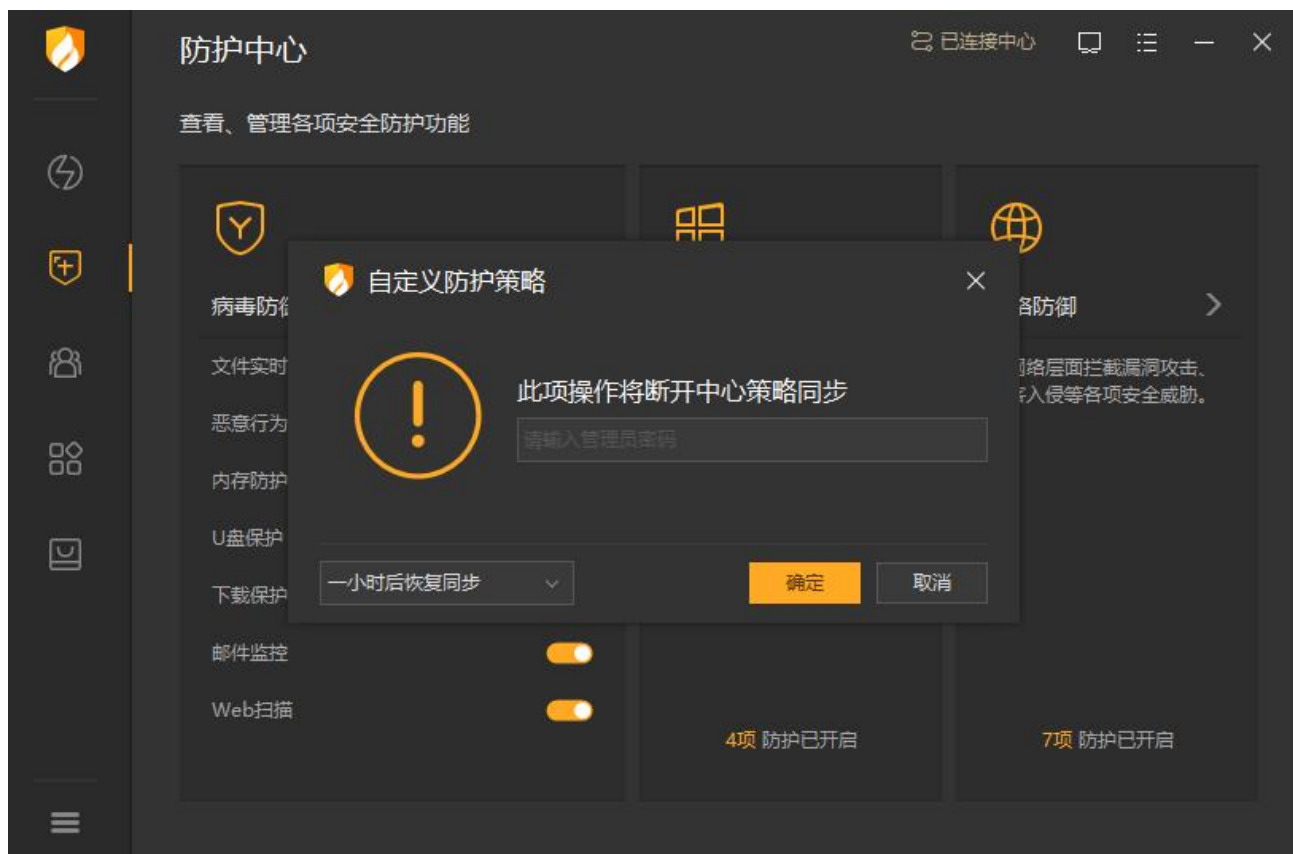 防护中心
已连接中心
查看、管理各项安全防护功能
病毒防御
文件实时
恶意行为
内存防护
U盘保护
下载保护
邮件监控
Web扫描
自定义防护策略
此项操作将断开中心策略同步
请输入管理员密码
一小时后恢复同步
确定
取消
4项 防护已开启
络防御
网络层面拦截漏洞攻击、
客入侵等各项安全威胁。
7项 防护已开启